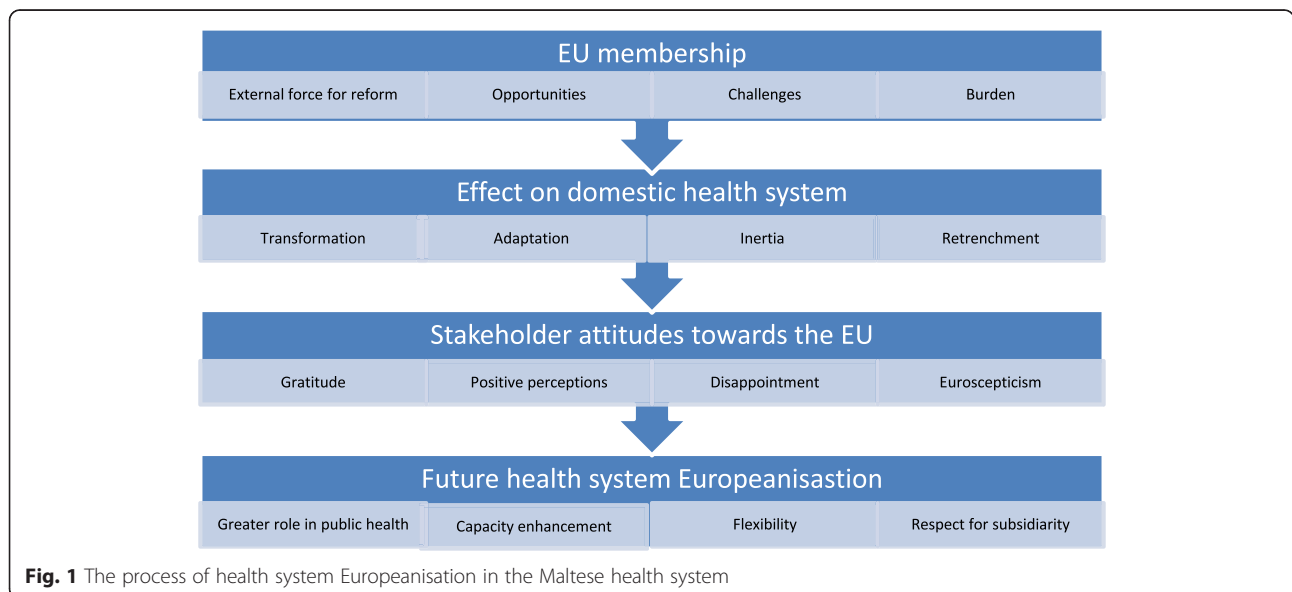 EU membership
External force for reform Opportunities Challenges Burden
Effect on domestic health system
Transformation Adaptation Inertia Retrenchment
Stakeholder attitudes towards the EU
Gratitude Positive perceptions Disappointment Euroscepticism
Future health system Europeanisastion
Greater role in public health Capacity enhancement Flexibility Respect for subsidiarity
Fig. 1 The process of health system Europeanisation in the Maltese health system